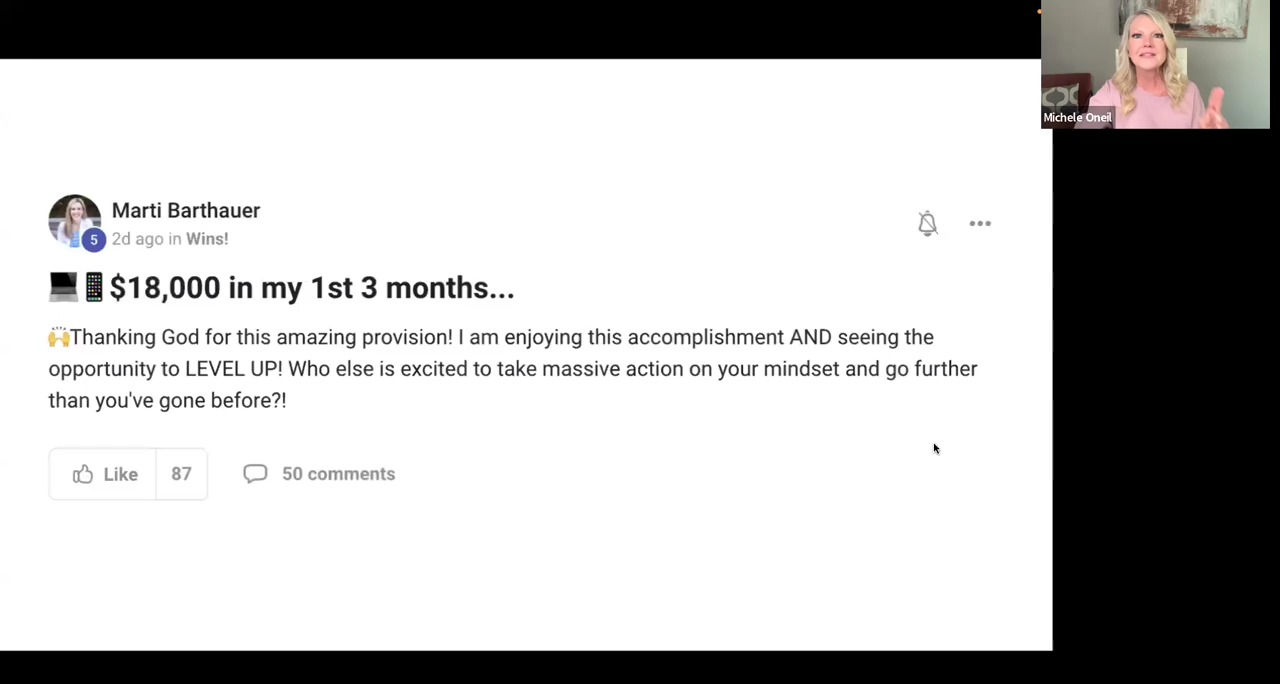 Michele Oneil
Marti Barthauer
5
2d ago in Wins!
💻📱$18,000 in my 1st 3 months...
🙌Thanking God for this amazing provision! I am enjoying this accomplishment AND seeing the
opportunity to LEVEL UP! Who else is excited to take massive action on your mindset and go further
than you've gone before?!
Like 87 50 comments